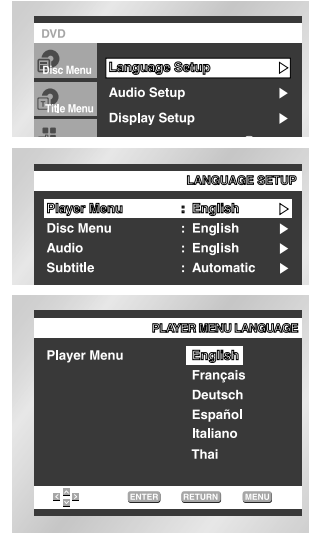 DVD
Disc Menu
Language Setup
Title Menu
Audio Setup
Display Setup
LANGUAGE SETUP
Player Menu : English
Disc Menu : English
Audio : English
Subtitle : Automatic
PLAYER MENU LANGUAGE
Player Menu English
Français
Deutsch
Español
Italiano
Thai
ENTER RETURN MENU